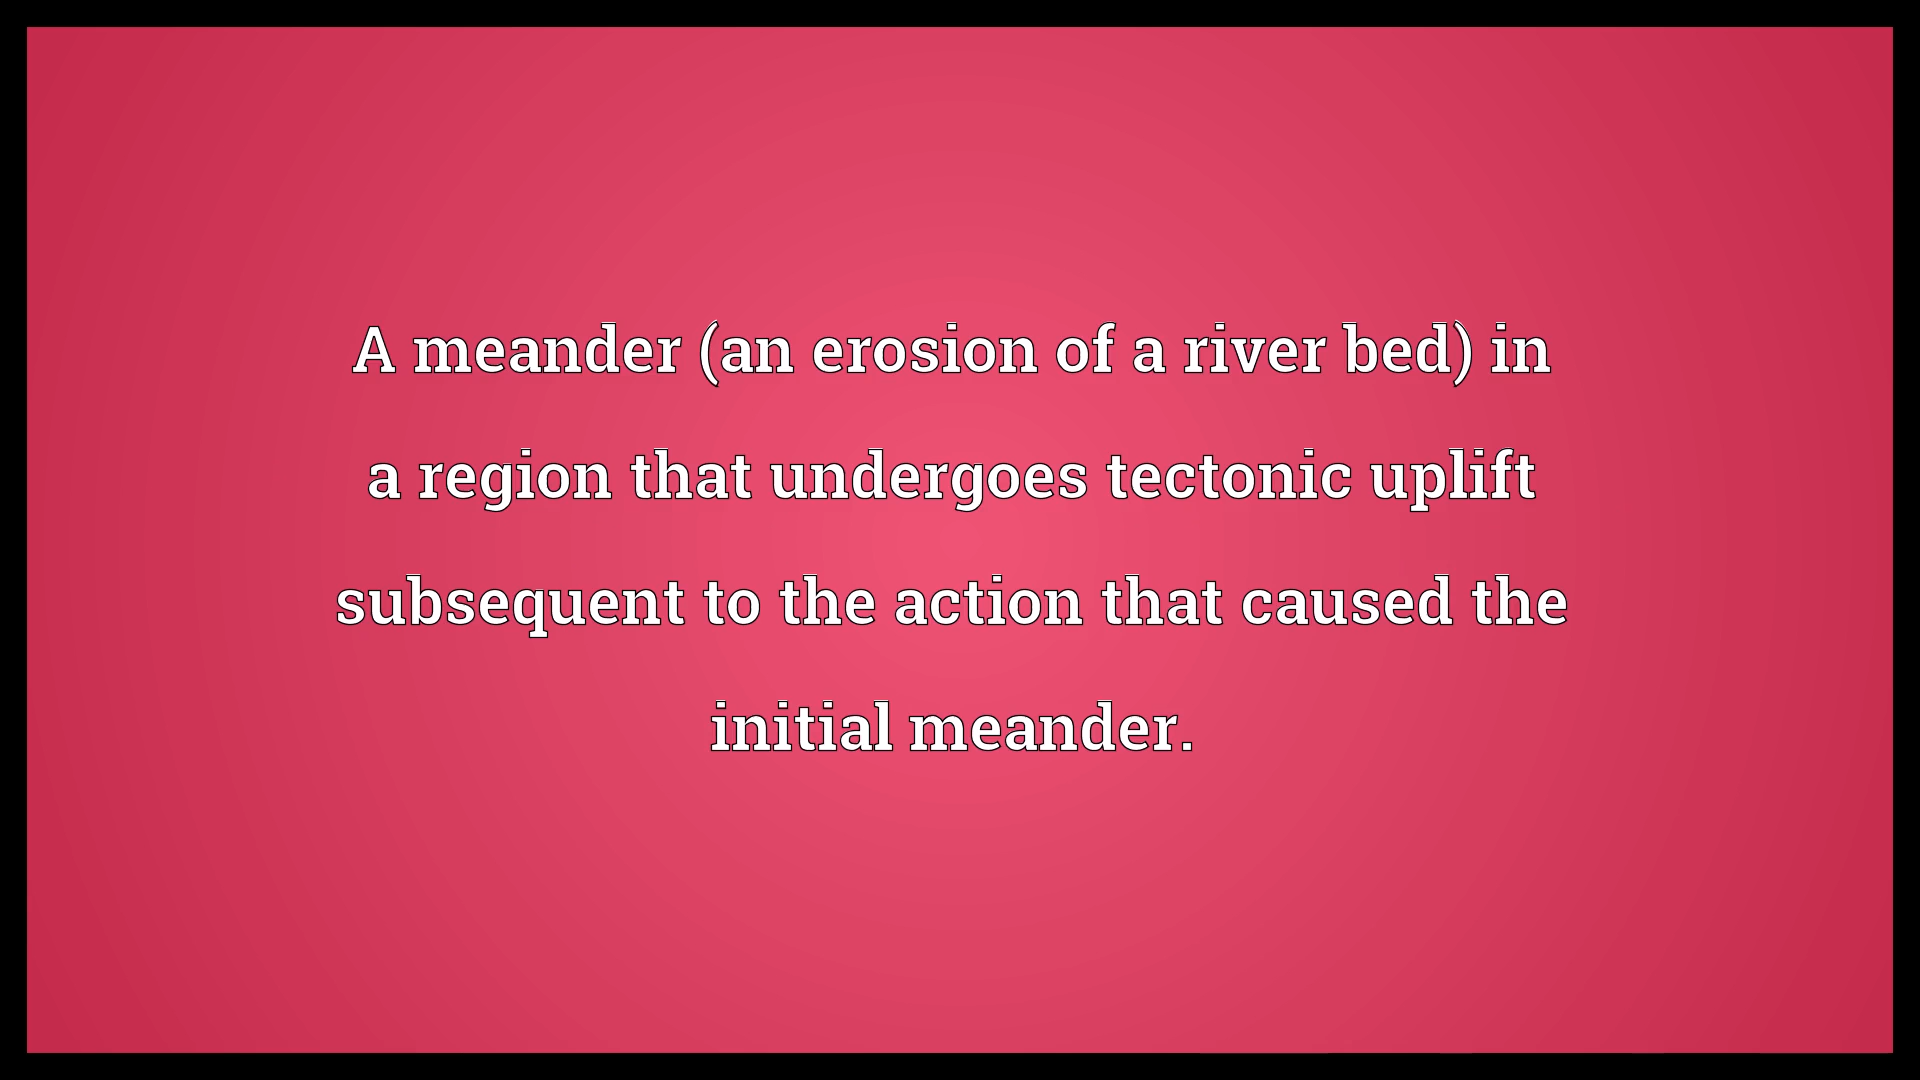 A meander (an erosion of a river bed) in
a region that undergoes tectonic uplift
subsequent to the action that caused the
initial meander.